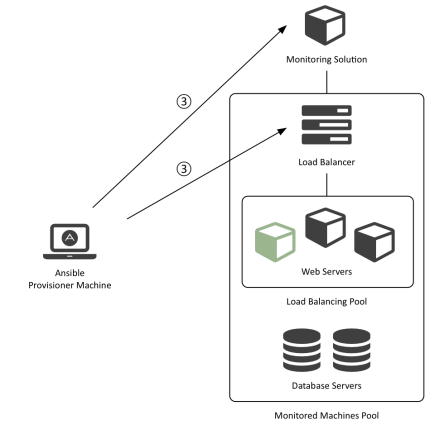 Monitoring Solution
③
Load Balancer
③
A
Ansible
Provisioner Machine
Web Servers
Load Balancing Pool
Database Servers
Monitored Machines Pool